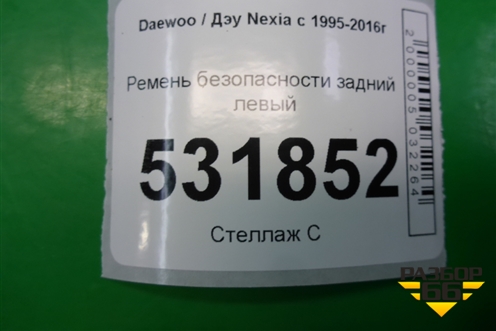 Daewoo / Дэу Nexia с 1995-2016г
Ремень безопасности задний
левый
531852
Стеллаж С
2000005032264
РАЗБОР
66